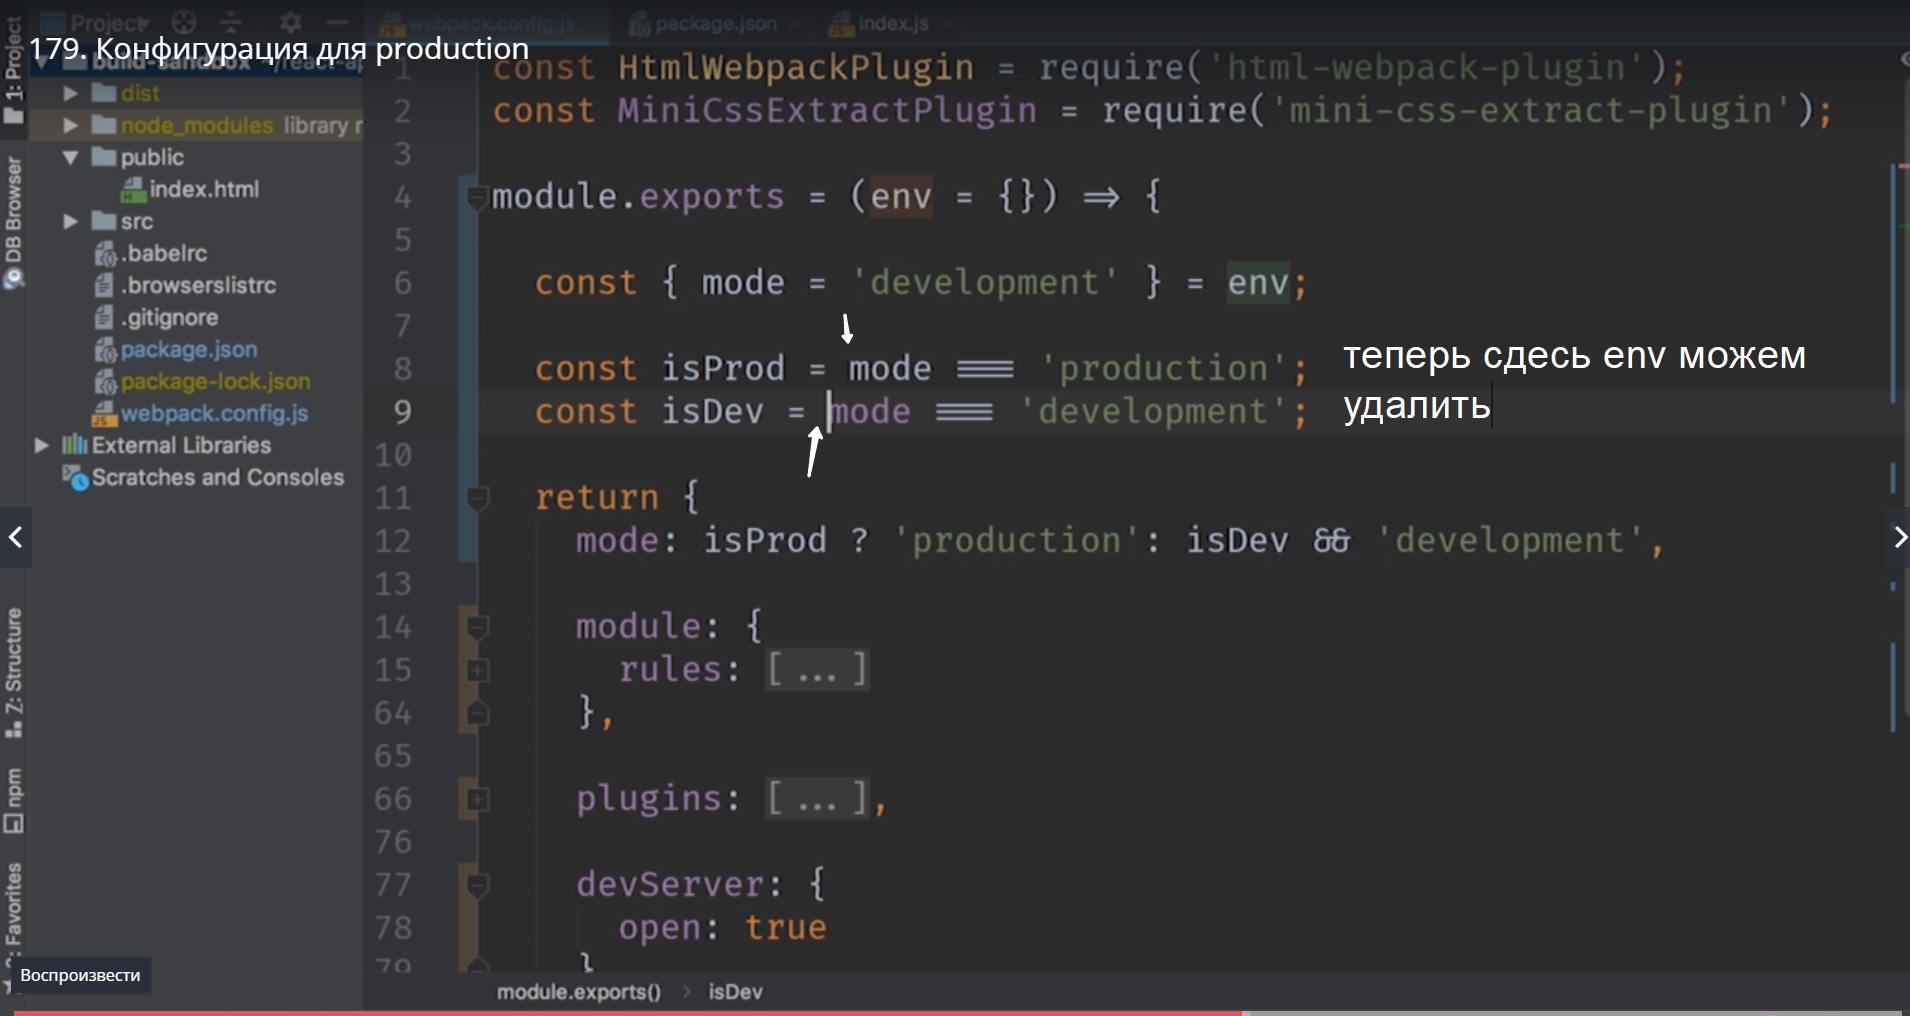 Project
webpack.config.js
package.json
index.js
179. Конфигурация для production
1: Project
DB Browser
Z: Structure
npm
Favorites
build-sandbox
dist
node_modules library r
public
index.html
src
.babelrc
.browserslistrc
.gitignore
package.json
package-lock.json
webpack.config.js
External Libraries
Scratches and Consoles
1 const HtmlWebpackPlugin = require('html-webpack-plugin');
2 const MiniCssExtractPlugin = require('mini-css-extract-plugin');
3
4 module.exports = (env = {}) => {
5
6 const { mode = 'development' } = env;
7
8 const isProd = mode === 'production';
9 const isDev = mode === 'development';
теперь сдесь env можем
удалить
10
11 return {
12 mode: isProd ? 'production': isDev && 'development',
13
14 module: {
15 rules: [ ... ]
64 },
65
66 plugins: [ ... ],
76
77 devServer: {
78 open: true
79 }
Воспроизвести
module.exports() > isDev